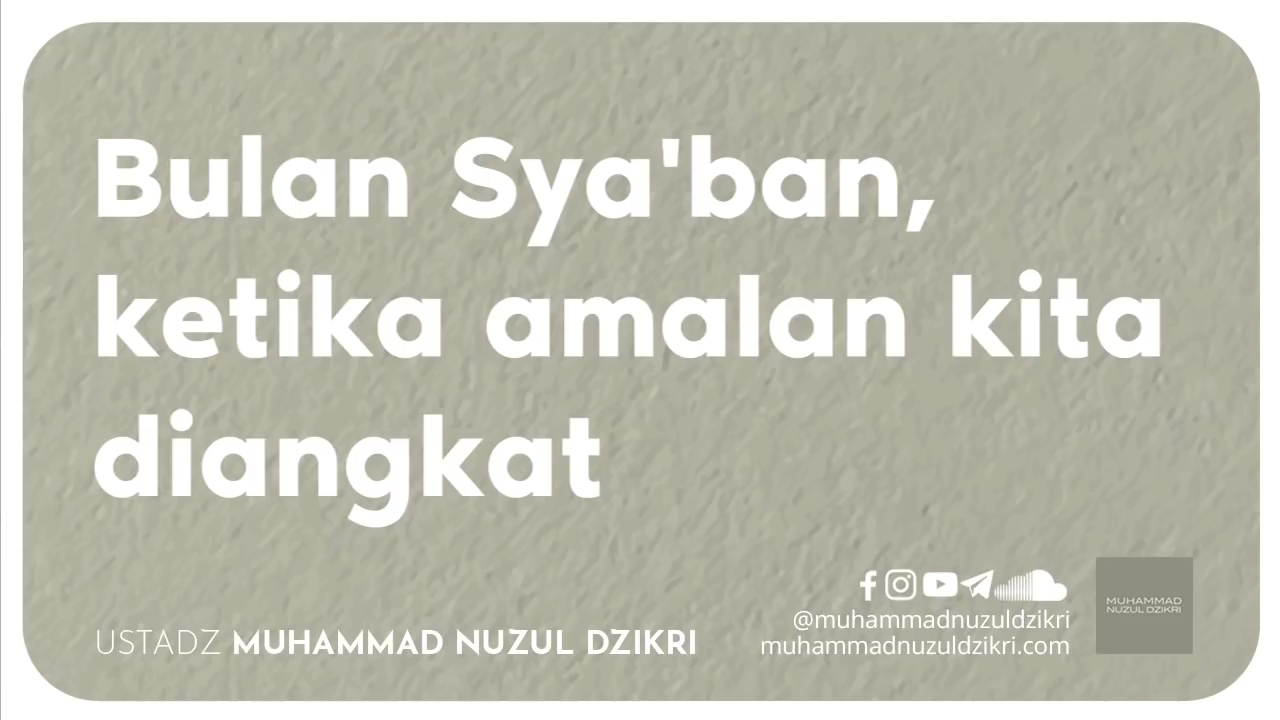 Bulan Sya'ban,
ketika amalan kita
diangkat
USTADZ MUHAMMAD NUZUL DZIKRI
@muhammadnuzuldzikri
muhammadnuzuldzikri.com
MUHAMMAD
NUZUL DZIKRI